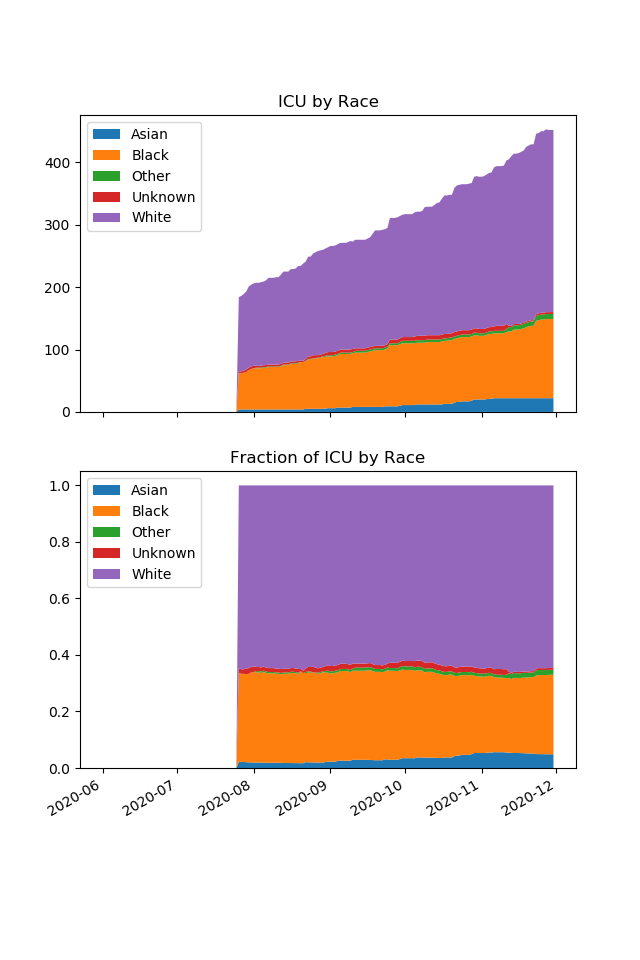 ICU by Race
Asian
Black
Other
Unknown
White
400
300
200
100
0
Fraction of ICU by Race
Asian
Black
Other
Unknown
White
1.0
0.8
0.6
0.4
0.2
0.0
2020-06 2020-07 2020-08 2020-09 2020-10 2020-11 2020-12